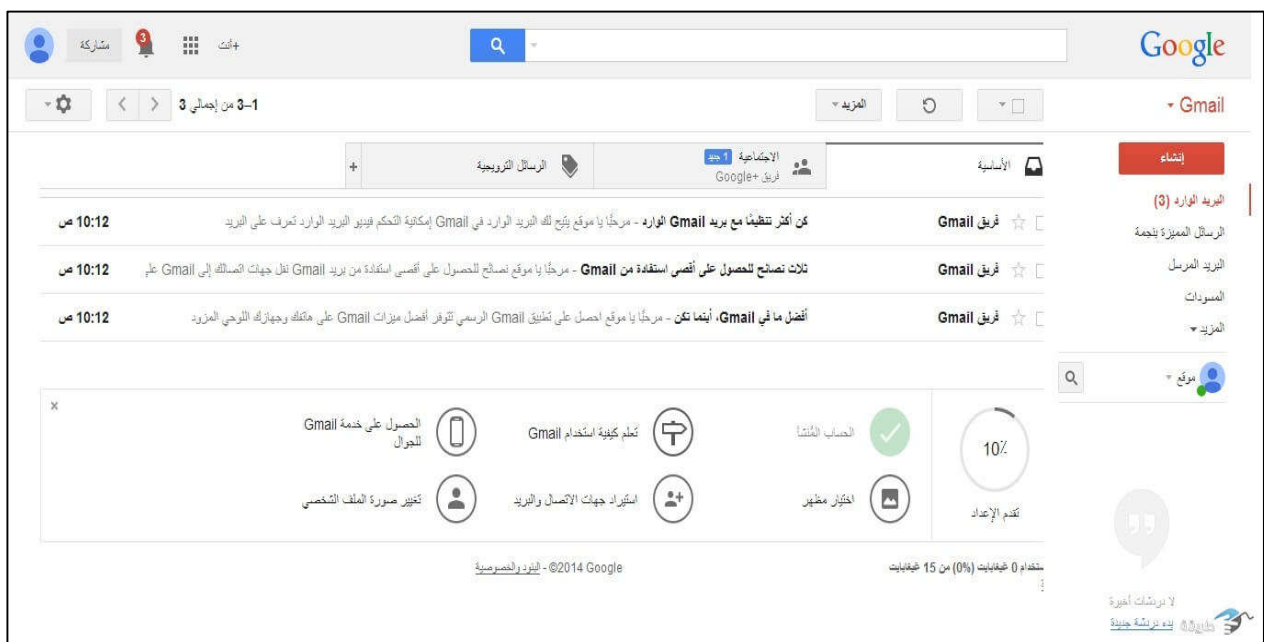 Google
+أنت
3
مشاركة
Gmail
المزيد
1–3 من إجمالي 3
إنشاء
البريد الوارد (3)
الرسائل المميزة بنجمة
البريد المرسل
المسودات
المزيد
موقع
الأساسية
الاجتماعية 1 جديد
فريق Google+
الرسائل الترويجية
+
فريق Gmail كن أكثر تنظيمًا مع بريد Gmail الوارد - مرحبًا يا موقع يتيح لك البريد الوارد في Gmail إمكانية التحكم فيديو البريد الوارد تعرف على البريد 10:12 ص
فريق Gmail ثلاث نصائح للحصول على أقصى استفادة من Gmail - مرحبًا يا موقع نصائح للحصول على أقصى استفادة من بريد Gmail نقل جهات اتصالك إلى Gmail 10:12 ص
فريق Gmail أفضل ما في Gmail، أينما تكن - مرحبًا يا موقع احصل على تطبيق Gmail الرسمي تتوفر أفضل ميزات Gmail على هاتفك وجهازك اللوحي المزود 10:12 ص
10%
تقدم الإعداد
الحساب المُنشأ
تعلم كيفية استخدام Gmail
الحصول على خدمة Gmail
للجوال
اختيار مظهر
استيراد جهات الاتصال والبريد
تغيير صورة الملف الشخصي
0 غيغابايت (0%) من 15 غيغابايت
©2014 Google - البنود والخصوصية
لا دردشات أخيرة
بدء دردشة جديدة